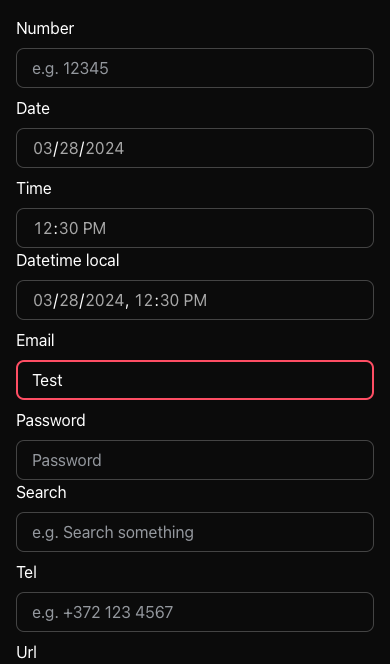 Number
e.g. 12345
Date
03/28/2024
Time
12:30 PM
Datetime local
03/28/2024, 12:30 PM
Email
Test
Password
Password
Search
e.g. Search something
Tel
e.g. +372 123 4567
Url